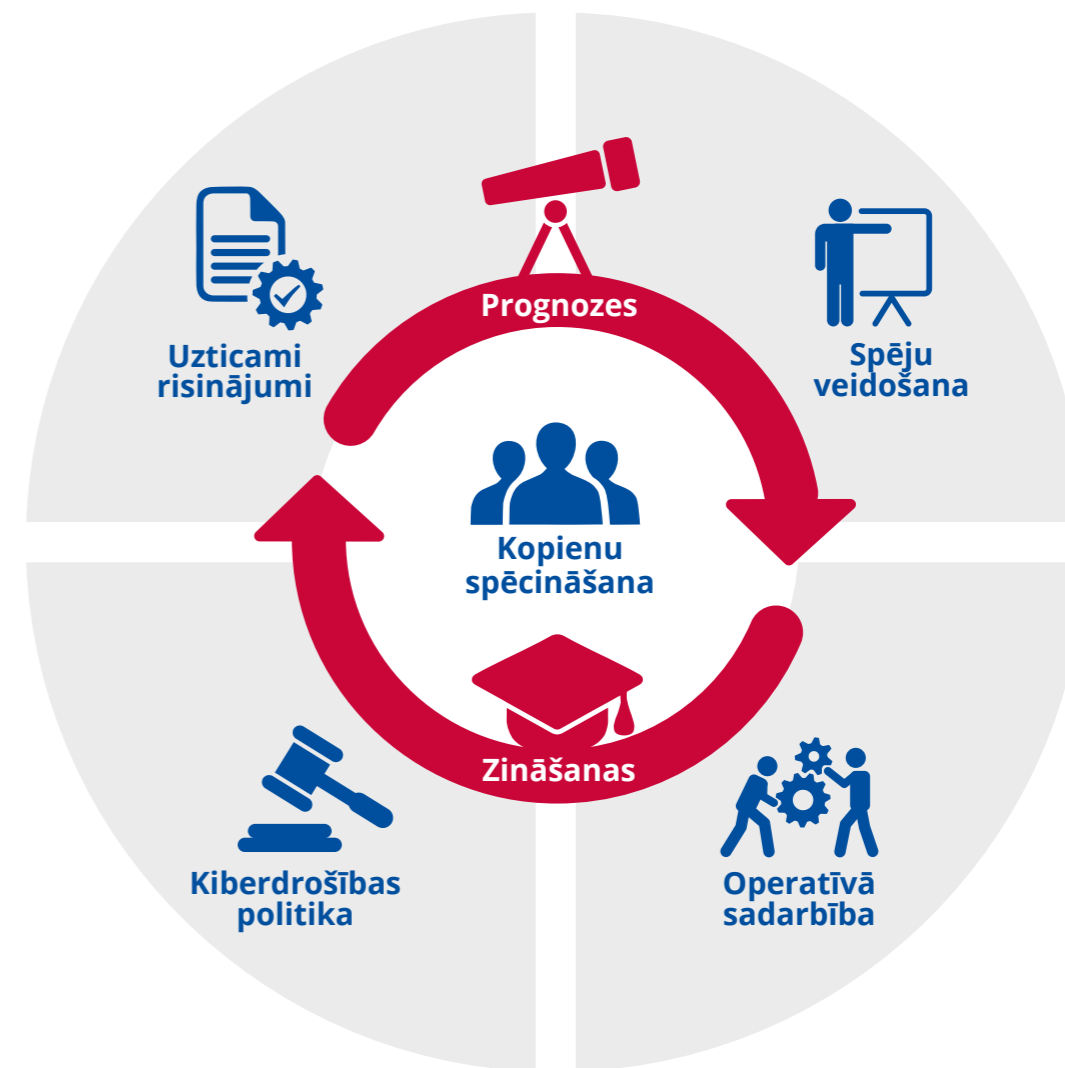 Prognozes
Uzticami
risinājumi
Spēju
veidošana
Kopienu
spēcināšana
Zināšanas
Kiberdrošības
politika
Operatīvā
sadarbība